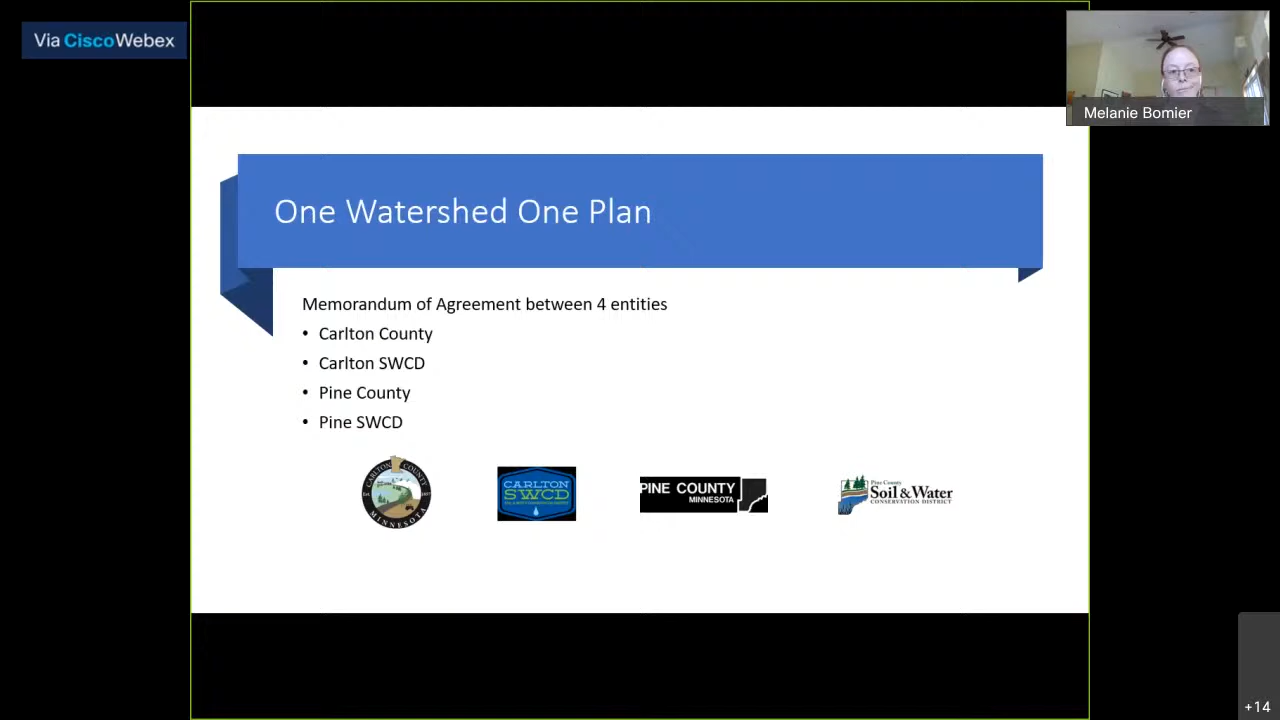 Via CiscoWebex
Melanie Bomier
One Watershed One Plan
Memorandum of Agreement between 4 entities
• Carlton County
• Carlton SWCD
• Pine County
• Pine SWCD
CARLTON COUNTY
MINNESOTA
CARLTON
SWCD
PINE COUNTY
MINNESOTA
Pine County
Soil & Water
CONSERVATION DISTRICT
+14